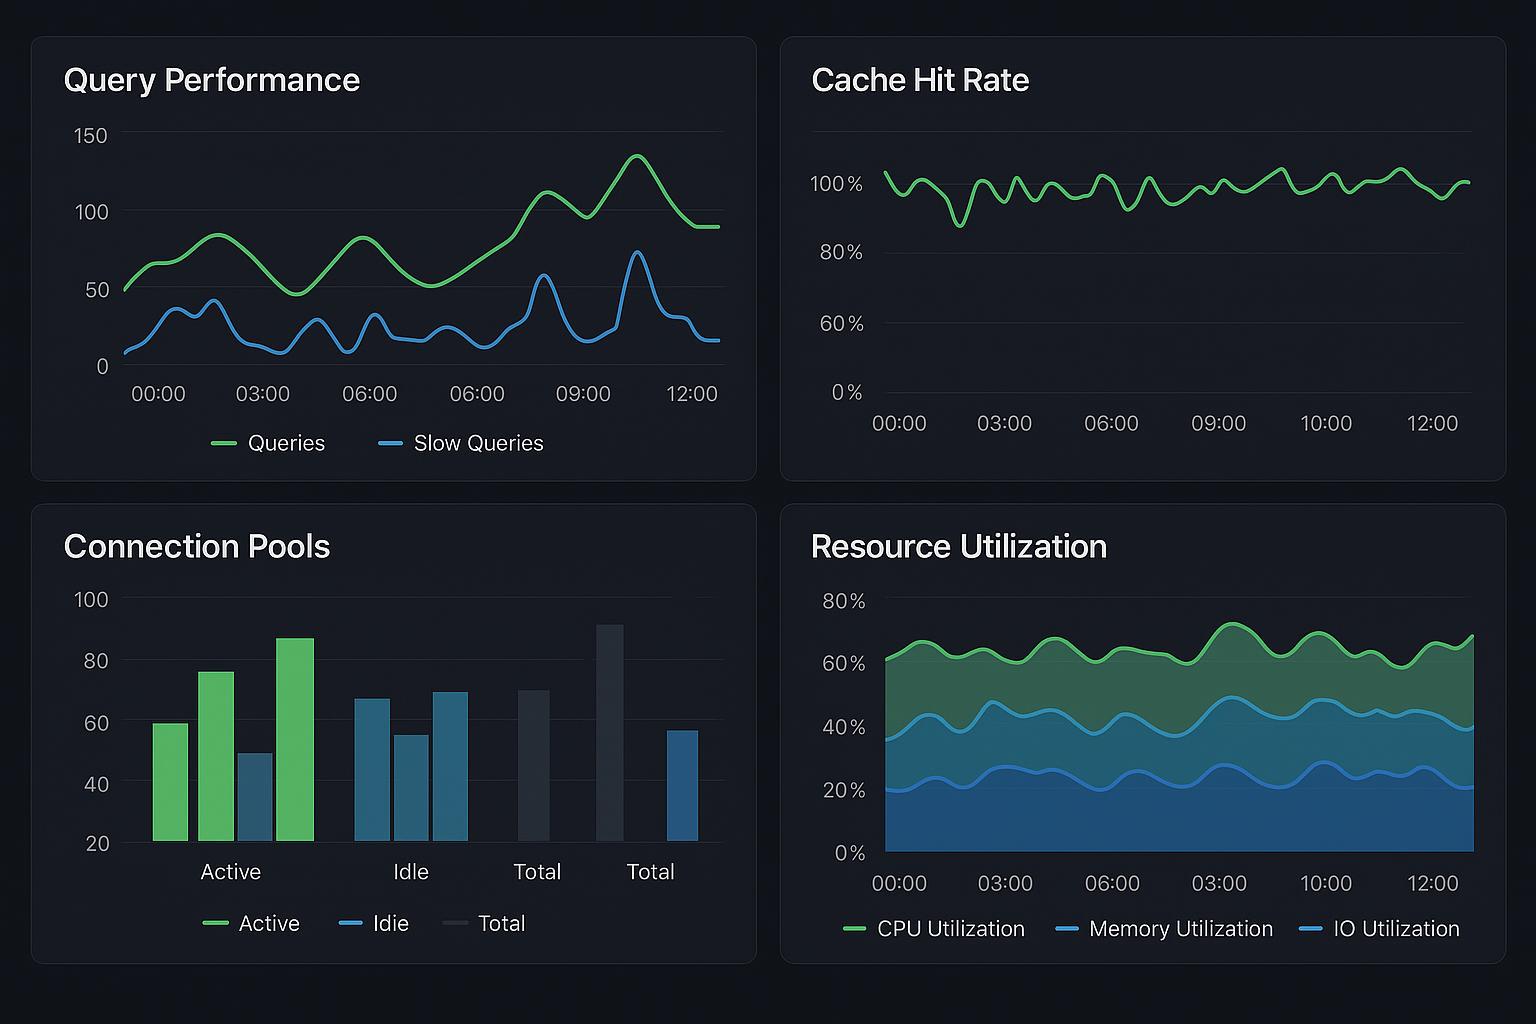 Query Performance
150
100
50
0
00:00 03:00 06:00 06:00 09:00 12:00
Queries Slow Queries
Cache Hit Rate
100%
80%
60%
0%
00:00 03:00 06:00 09:00 10:00 12:00
Connection Pools
100
80
60
40
20
Active Idle Total Total
Active Idie Total
Resource Utilization
80%
60%
40%
20%
0%
00:00 03:00 06:00 03:00 10:00 12:00
CPU Utilization Memory Utilization IO Utilization